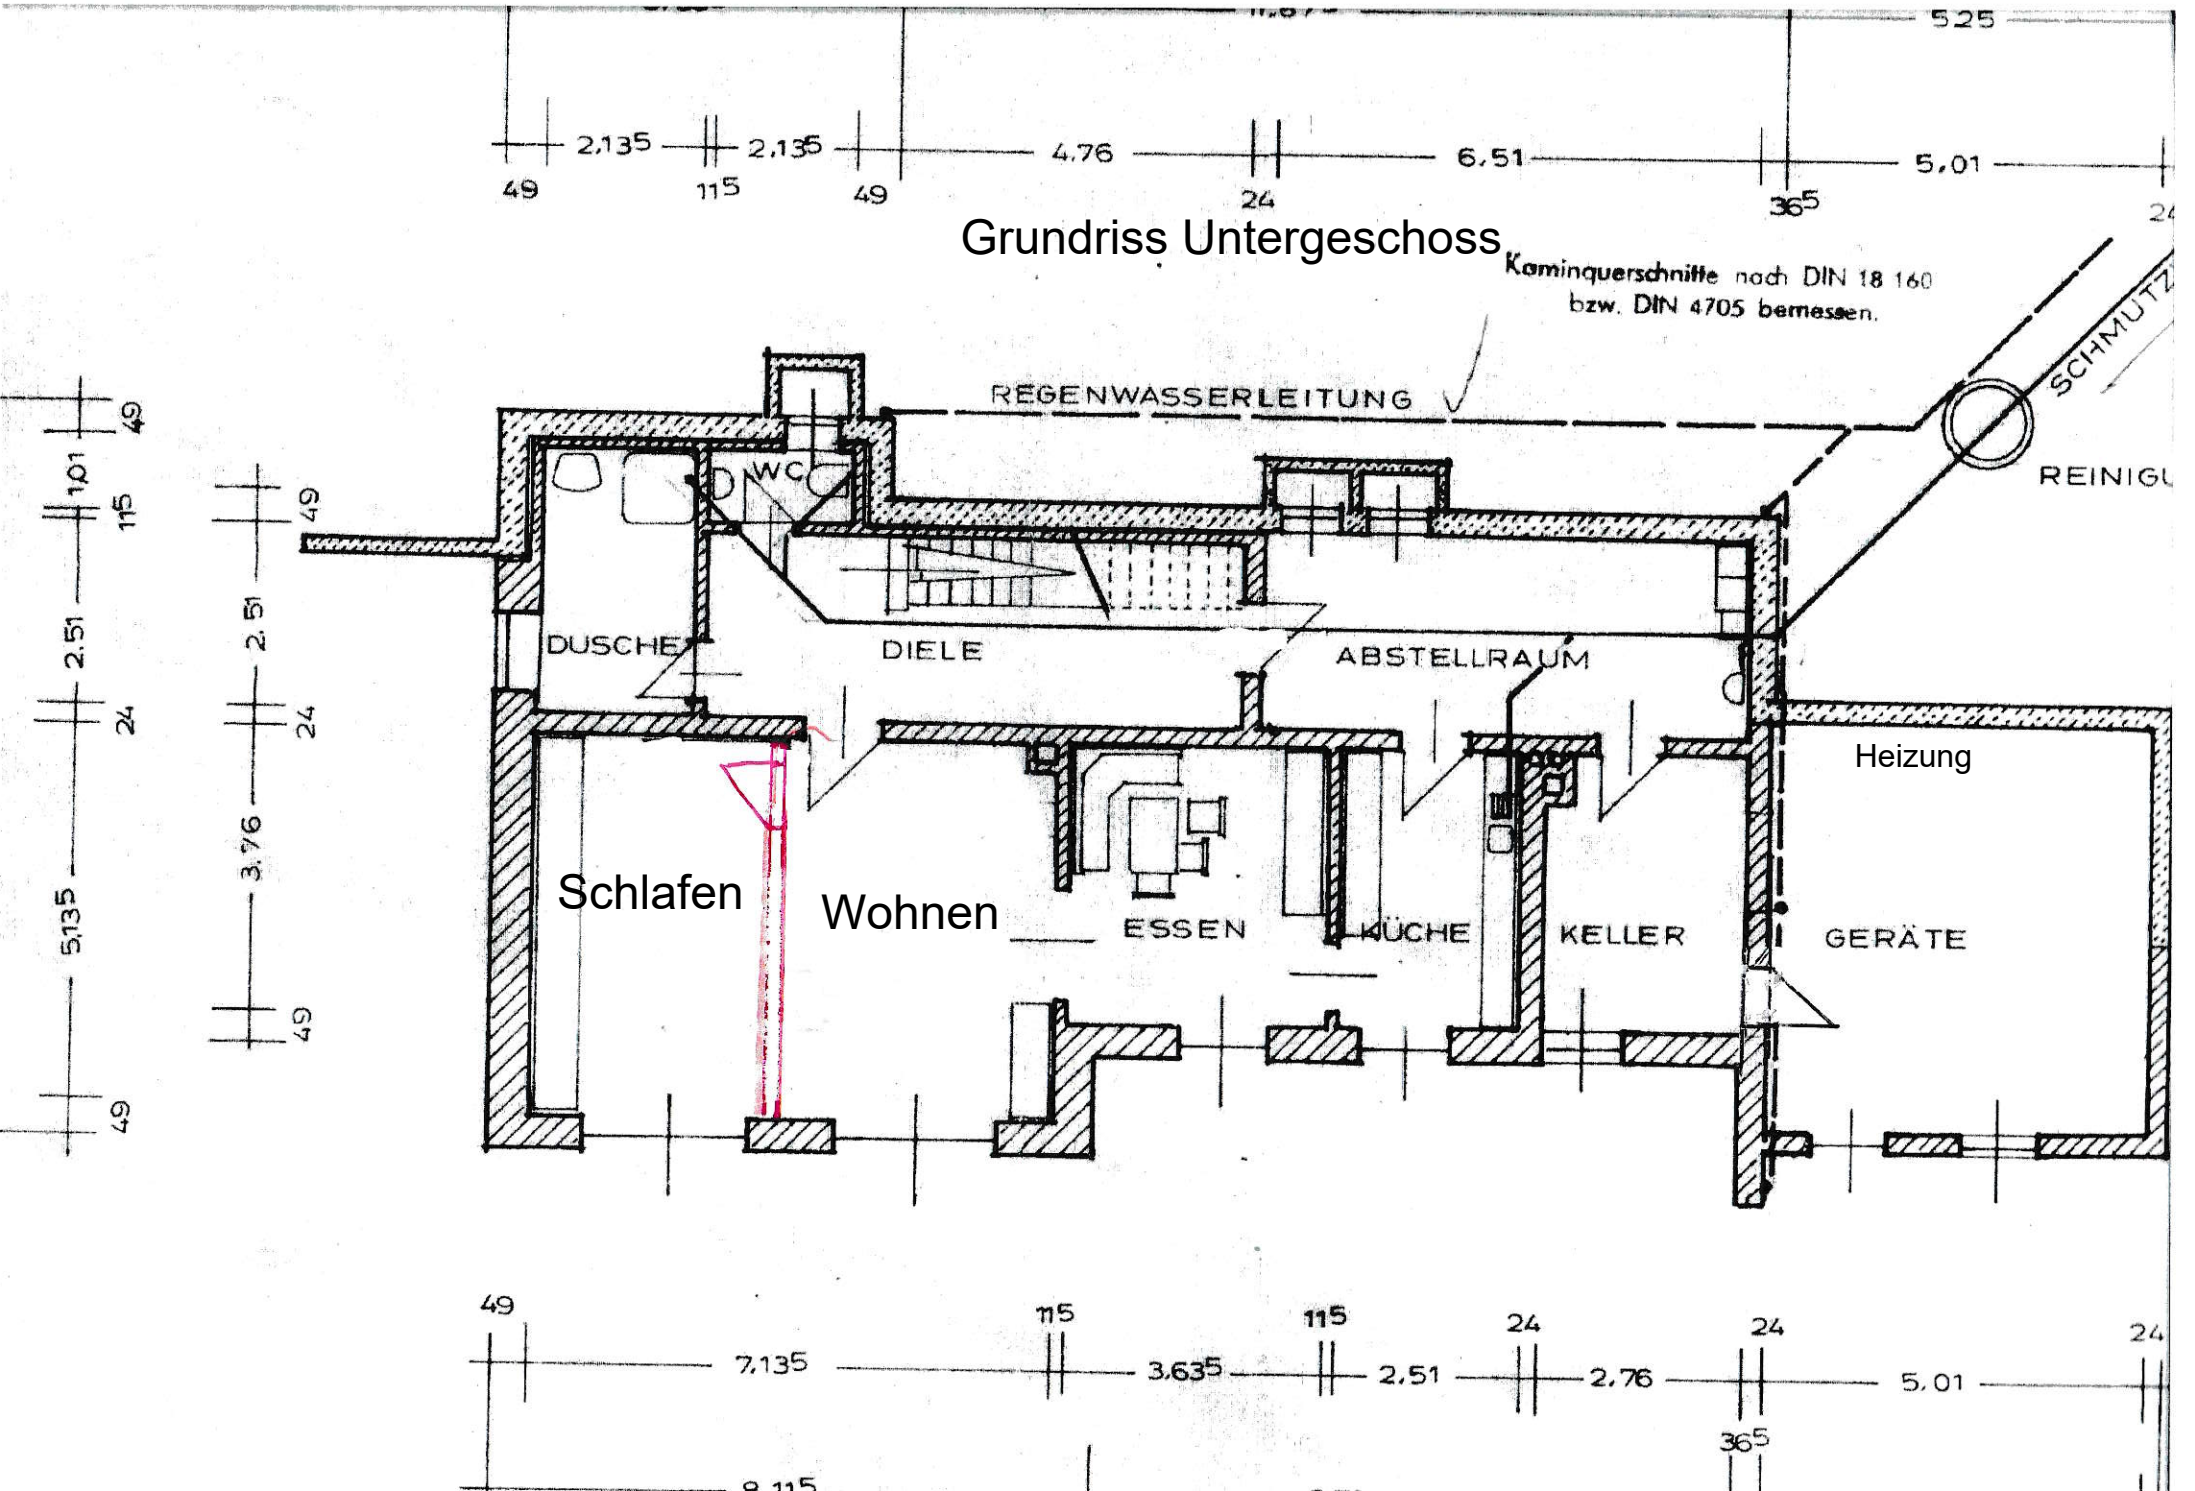 5.25
2.135
2.135
4.76
6.51
5.01
49
11⁵
49
24
36⁵
Grundriss Untergeschoss
Kaminquerschnitte nach DIN 18 160
bzw. DIN 4705 bemessen.
SCHMUTZ
REGENWASSERLEITUNG
REINIGU
49
1.01
11⁵
2.51
24
5.13⁵
49
49
2.51
24
3.76
49
WC
DUSCHE
DIELE
ABSTELLRAUM
Heizung
Schlafen
Wohnen
ESSEN
KÜCHE
KELLER
GERÄTE
49
11⁵
11⁵
24
24
24
7.13⁵
3.63⁵
2.51
2.76
5.01
36⁵
8.11⁵